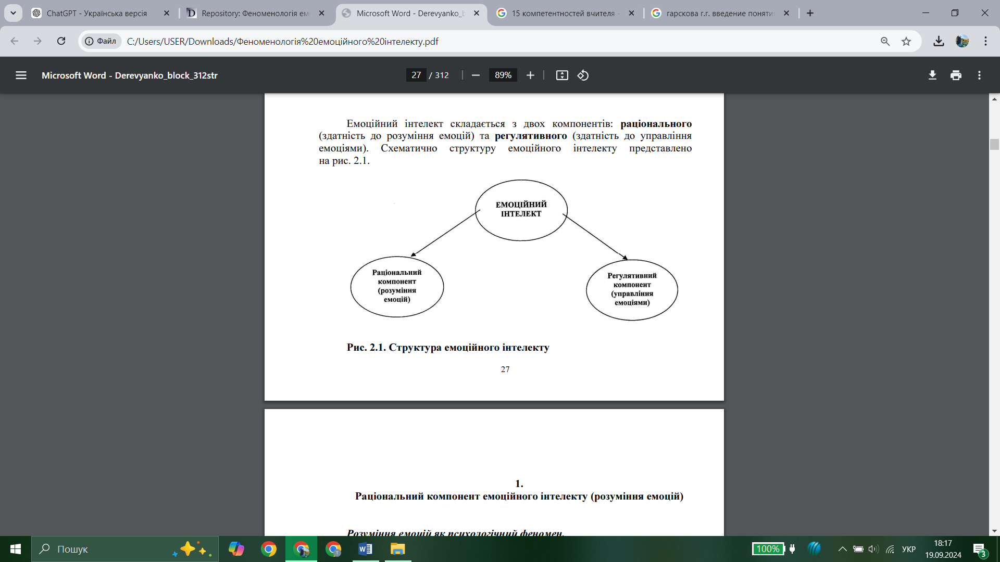 ChatGPT - Українська версія
Repository: Феноменологія ем
Microsoft Word - Derevyanko_b
15 компетентностей вчителя -
гарскова г.г. введение поняти
Файл
C:/Users/USER/Downloads/Феноменологія%20емоційного%20інтелекту.pdf
Microsoft Word - Derevyanko_block_312str
27 / 312
89%
Емоційний інтелект складається з двох компонентів: раціонального
(здатність до розуміння емоцій) та регулятивного (здатність до управління
емоціями). Схематично структуру емоційного інтелекту представлено
на рис. 2.1.
ЕМОЦІЙНИЙ
ІНТЕЛЕКТ
Раціональний
компонент
(розуміння
емоцій)
Регулятивний
компонент
(управління
емоціями)
Рис. 2.1. Структура емоційного інтелекту
27
1.
Раціональний компонент емоційного інтелекту (розуміння емоцій)
Розуміння емоцій як психологічний феномен.
Пошук
100%
УКР
18:17
19.09.2024
3